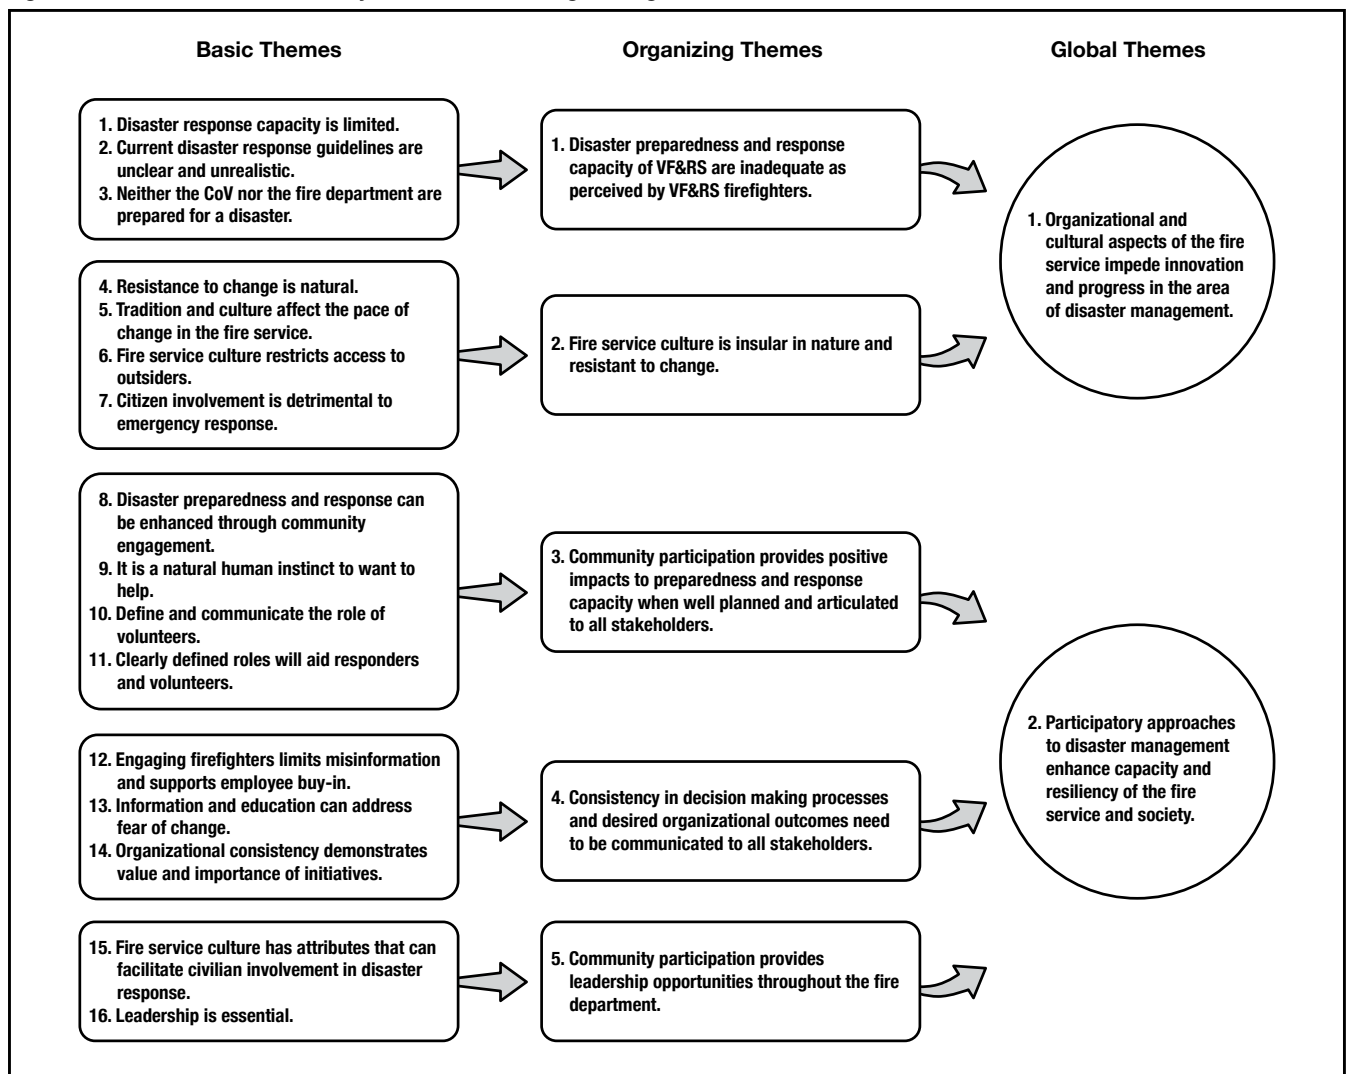 Basic Themes
Organizing Themes
Global Themes
1. Disaster response capacity is limited.
2. Current disaster response guidelines are
unclear and unrealistic.
3. Neither the CoV nor the fire department are
prepared for a disaster.
1. Disaster preparedness and response
capacity of VF&RS are inadequate as
perceived by VF&RS firefighters.
4. Resistance to change is natural.
5. Tradition and culture affect the pace of
change in the fire service.
6. Fire service culture restricts access to
outsiders.
7. Citizen involvement is detrimental to
emergency response.
2. Fire service culture is insular in nature and
resistant to change.
1. Organizational and
cultural aspects of the fire
service impede innovation
and progress in the area
of disaster management.
8. Disaster preparedness and response can
be enhanced through community
engagement.
9. It is a natural human instinct to want to
help.
10. Define and communicate the role of
volunteers.
11. Clearly defined roles will aid responders
and volunteers.
3. Community participation provides positive
impacts to preparedness and response
capacity when well planned and articulated
to all stakeholders.
12. Engaging firefighters limits misinformation
and supports employee buy-in.
13. Information and education can address
fear of change.
14. Organizational consistency demonstrates
value and importance of initiatives.
4. Consistency in decision making processes
and desired organizational outcomes need
to be communicated to all stakeholders.
2. Participatory approaches
to disaster management
enhance capacity and
resiliency of the fire
service and society.
15. Fire service culture has attributes that can
facilitate civilian involvement in disaster
response.
16. Leadership is essential.
5. Community participation provides
leadership opportunities throughout the fire
department.